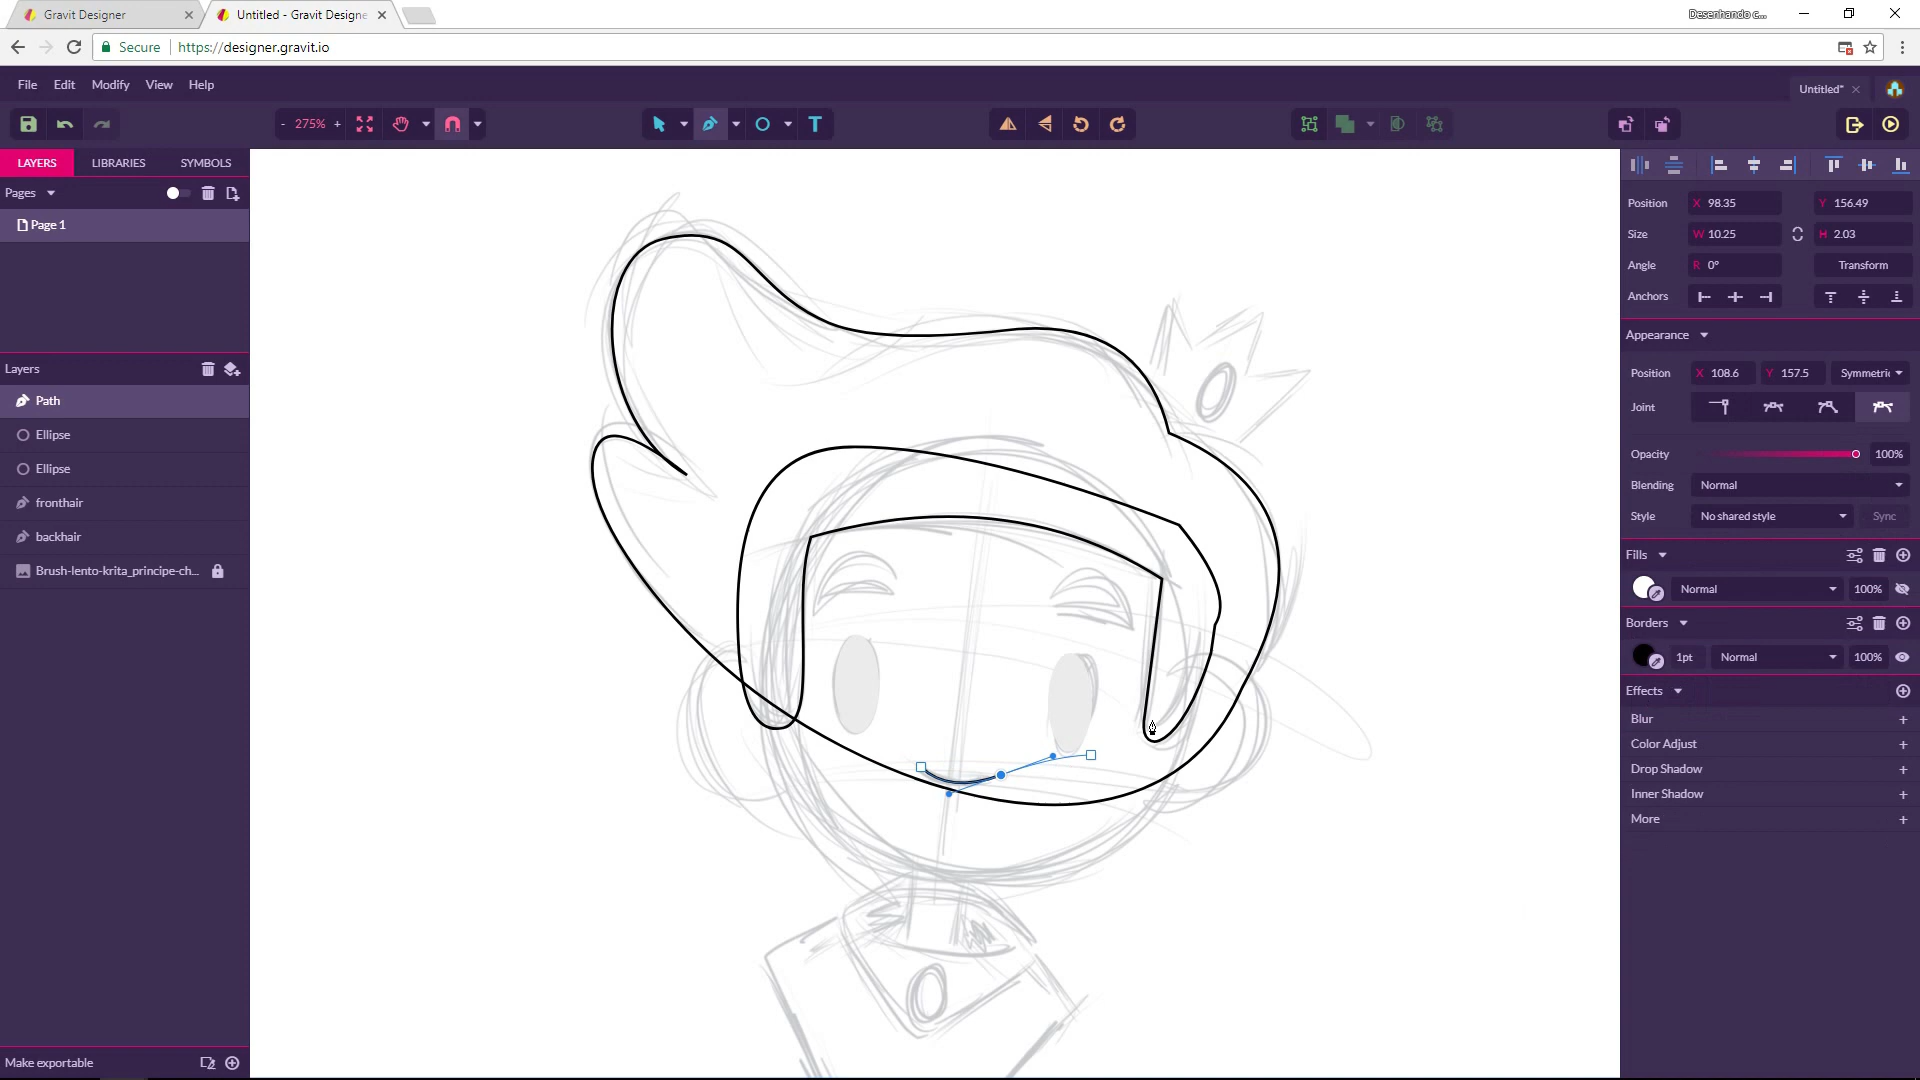 Gravit Designer
Untitled - Gravit Designe
Desenhando c...
Secure
https://designer.gravit.io
File Edit Modify View Help
Untitled*
- 275% +
T
LAYERS LIBRARIES SYMBOLS
Pages
Page 1
Layers
Path
Ellipse
Ellipse
fronthair
backhair
Brush-lento-krita_principe-ch...
Make exportable
Position X 98.35 Y 156.49
Size W 10.25 H 2.03
Angle R 0° Transform
Anchors
Appearance
Position X 108.6 Y 157.5 Symmetric
Joint
Opacity 100%
Blending Normal
Style No shared style Sync
Fills
Normal 100%
Borders
1pt Normal 100%
Effects
Blur +
Color Adjust +
Drop Shadow +
Inner Shadow +
More +